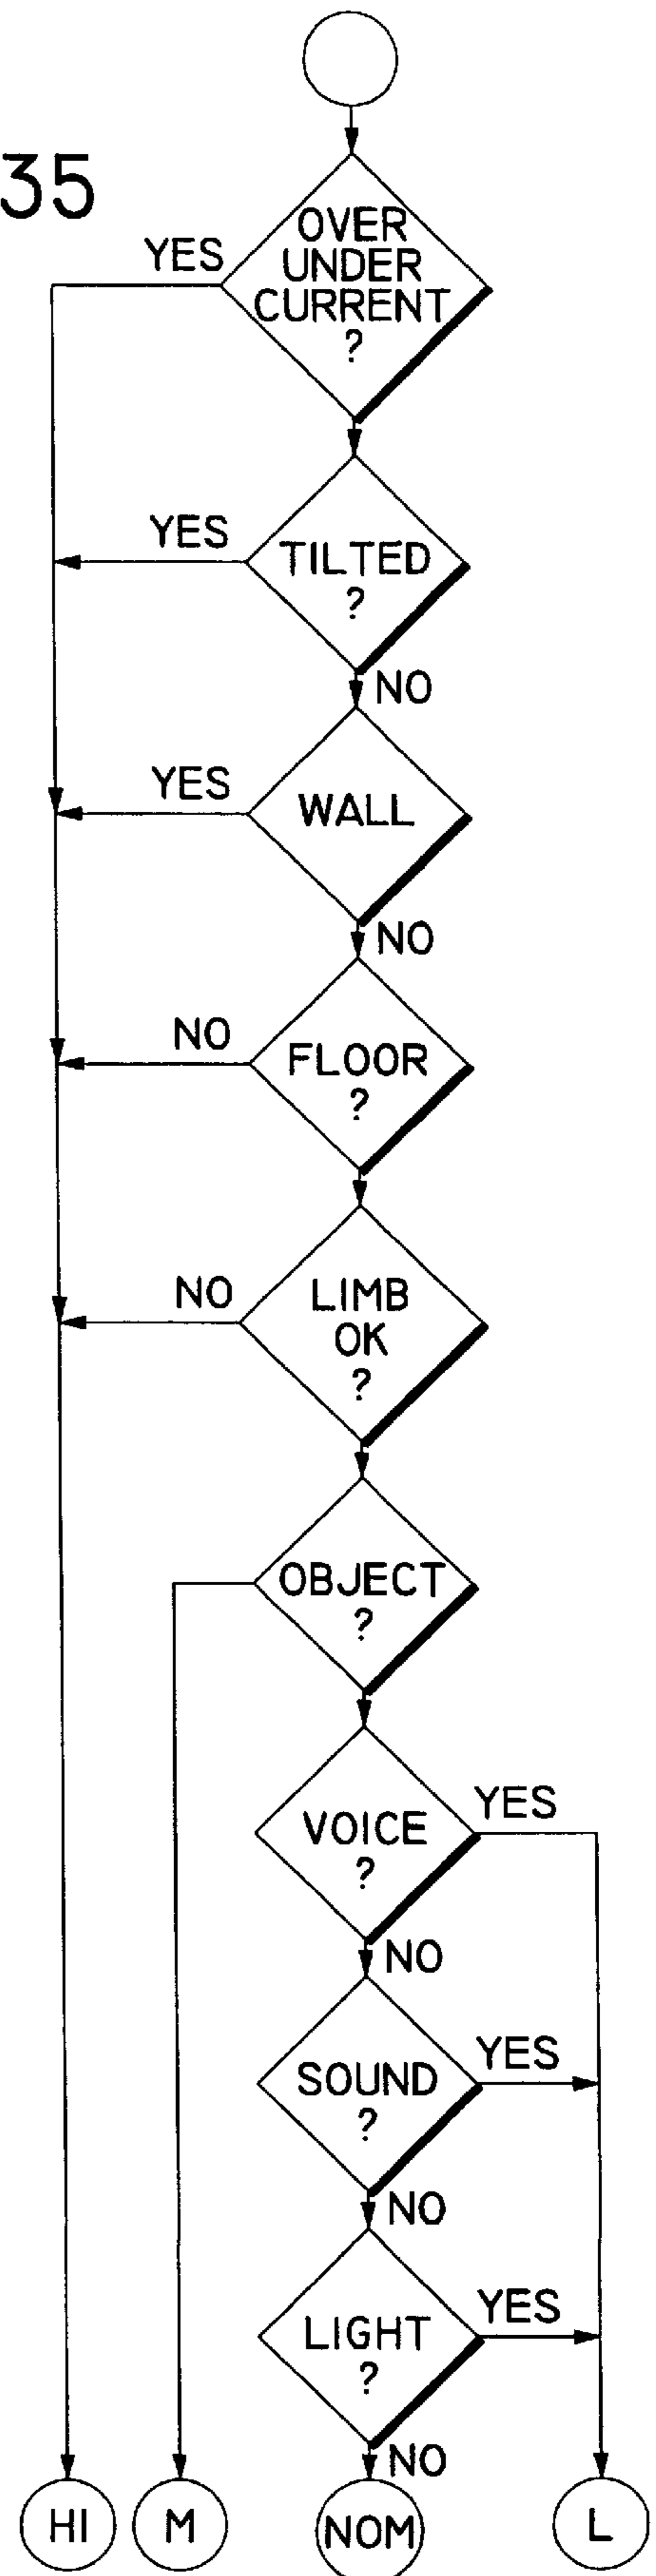 35
YES
OVER
UNDER
CURRENT
?
YES
TILTED
?
NO
YES
WALL
NO
NO
FLOOR
?
NO
LIMB
OK
?
OBJECT
?
YES
VOICE
?
NO
YES
SOUND
?
NO
YES
LIGHT
?
NO
HI
M
NOM
L